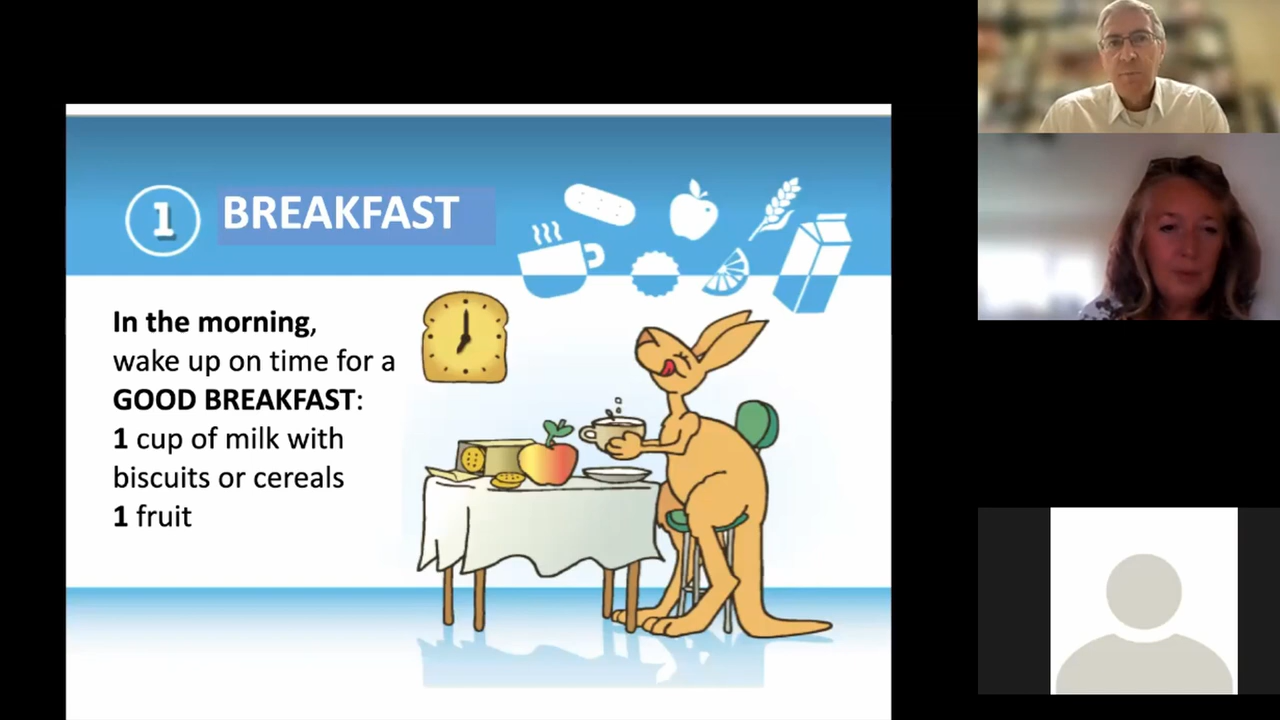 1
BREAKFAST
In the morning,
wake up on time for a
GOOD BREAKFAST:
1 cup of milk with
biscuits or cereals
1 fruit